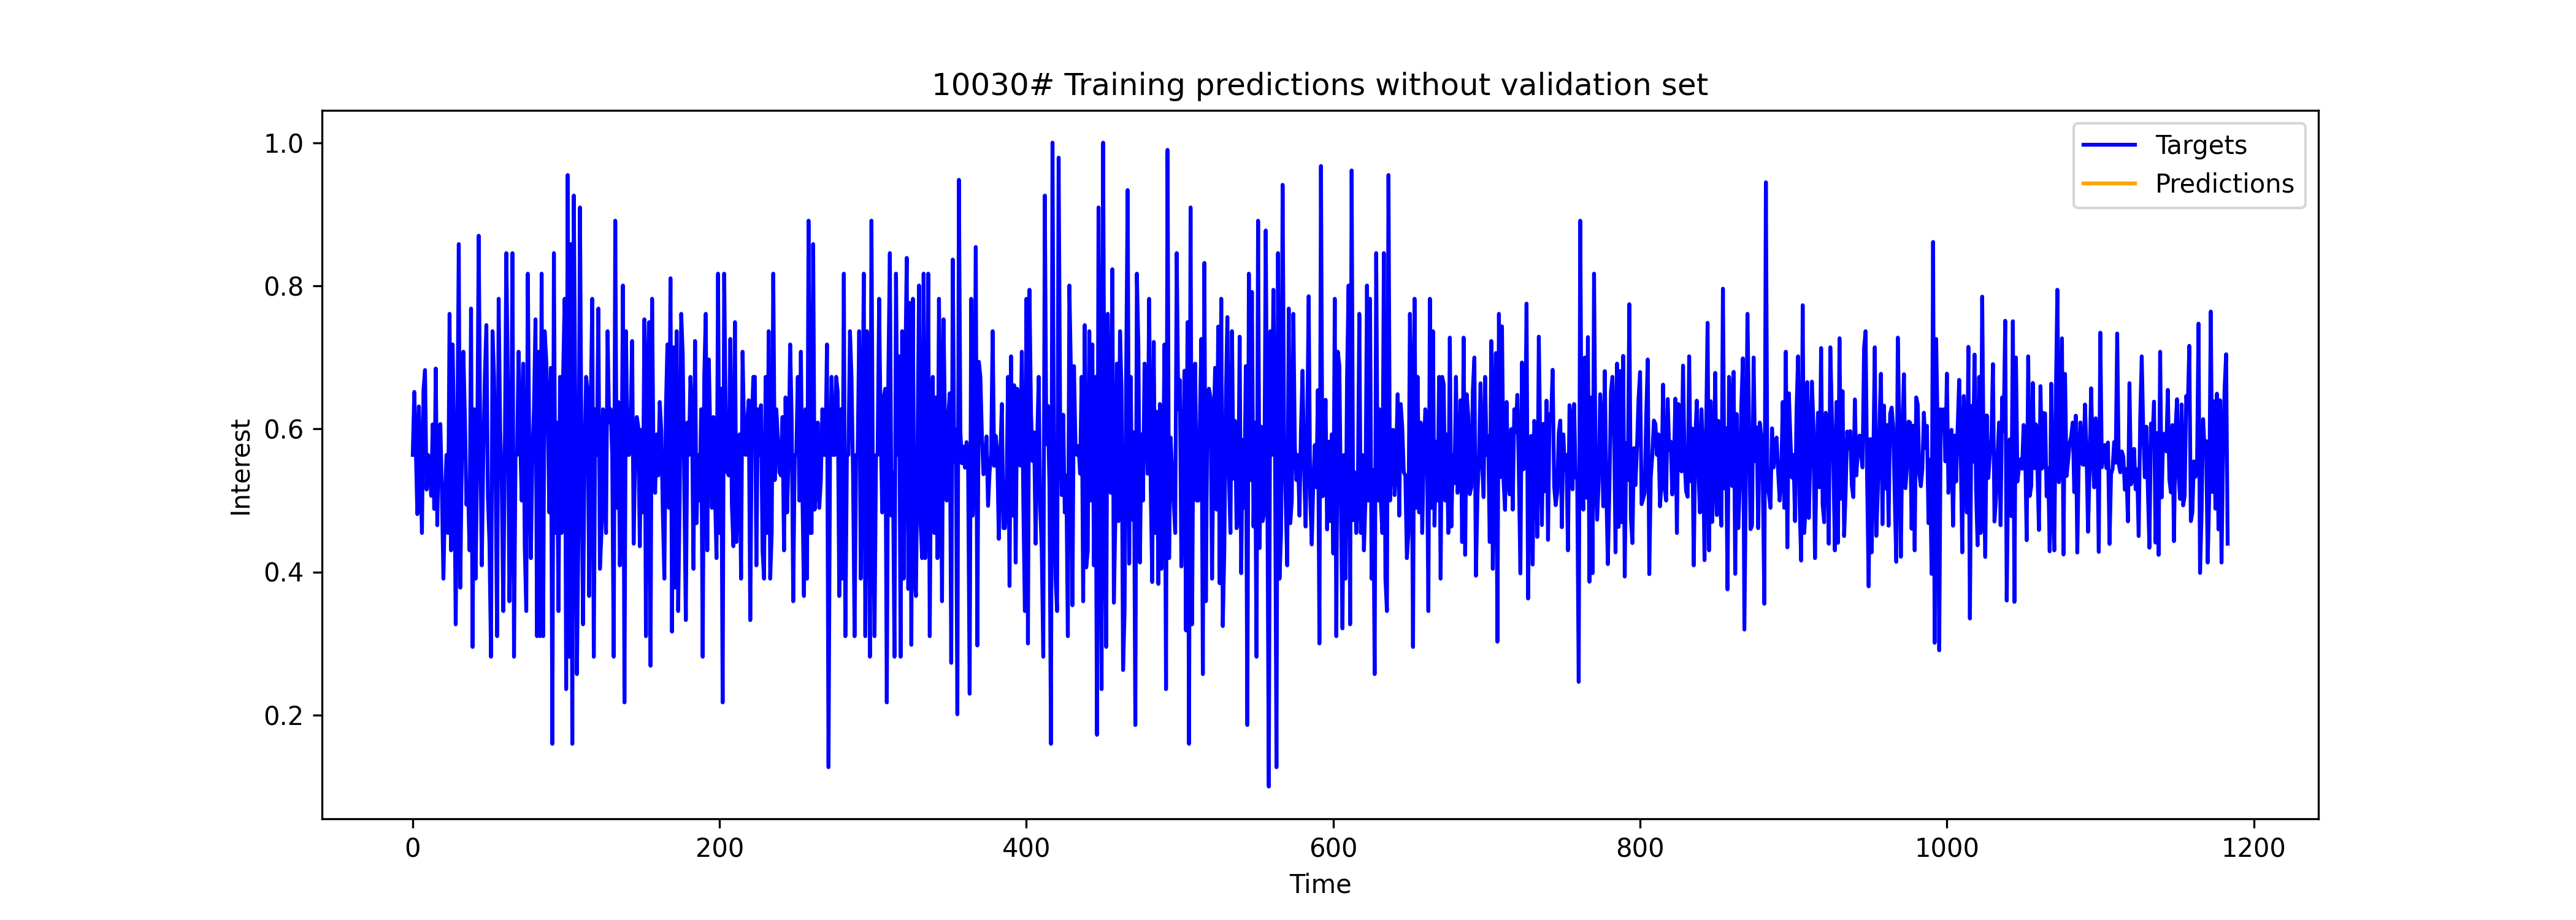 10030# Training predictions without validation set
Targets
Predictions
1.0
0.8
0.6
0.4
0.2
Interest
0 200 400 600 800 1000 1200
Time